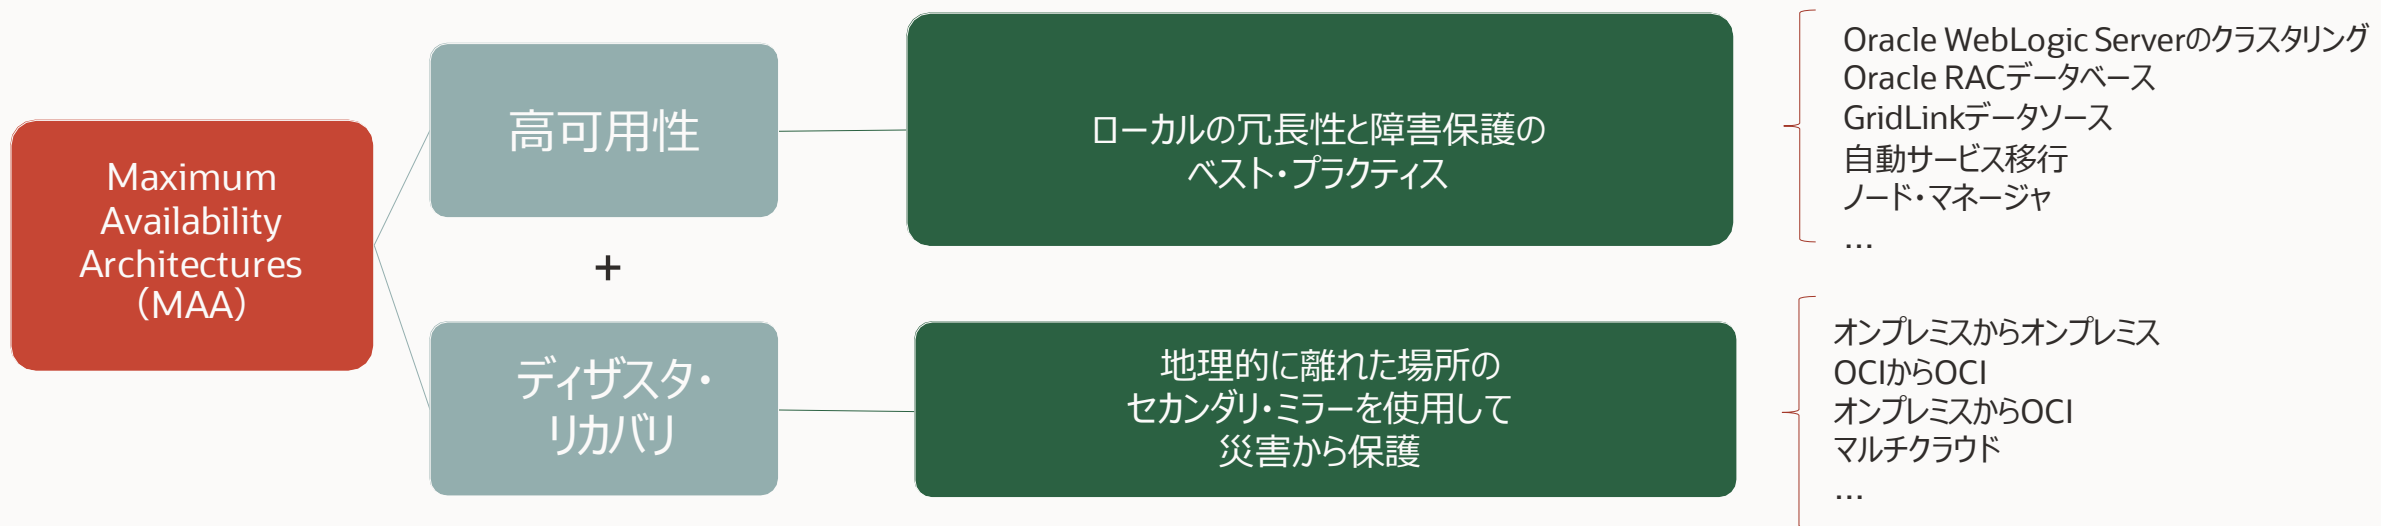 Maximum
Availability
Architectures
（MAA）
高可用性
+
ディザスタ・
リカバリ
ローカルの冗長性と障害保護の
ベスト・プラクティス
地理的に離れた場所の
セカンダリ・ミラーを使用して
災害から保護
Oracle WebLogic Serverのクラスタリング
Oracle RACデータベース
GridLinkデータソース
自動サービス移行
ノード・マネージャ
...
オンプレミスからオンプレミス
OCIからOCI
オンプレミスからOCI
マルチクラウド
...